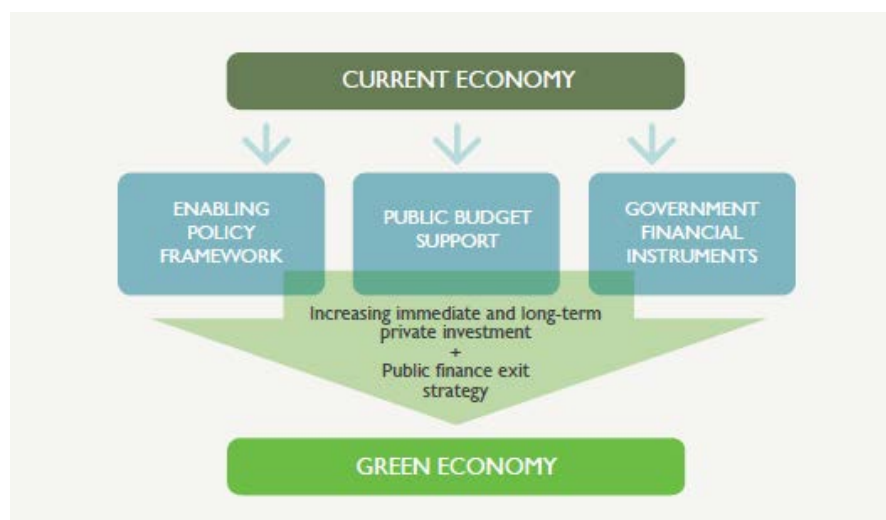 CURRENT ECONOMY
ENABLING
POLICY
FRAMEWORK
PUBLIC BUDGET
SUPPORT
GOVERNMENT
FINANCIAL
INSTRUMENTS
Increasing immediate and long-term
private investment
+
Public finance exit
strategy
GREEN ECONOMY